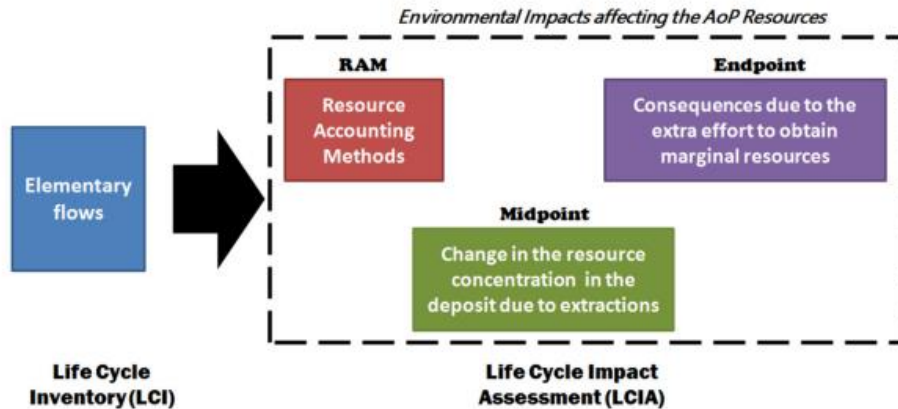 Environmental Impacts affecting the AoP Resources
RAM
Resource
Accounting
Methods
Endpoint
Consequences due to the
extra effort to obtain
marginal resources
Elementary
flows
Midpoint
Change in the resource
concentration in the
deposit due to extractions
Life Cycle
Inventory (LCI)
Life Cycle Impact
Assessment (LCIA)